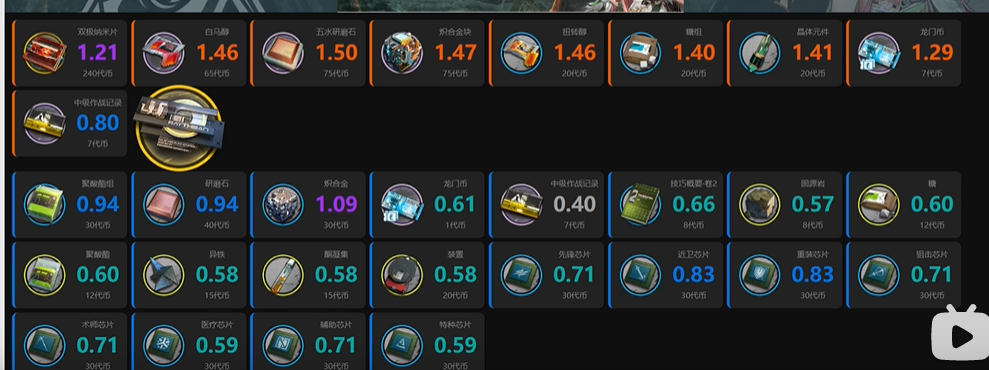 双极纳米片
1.21
240代币
白马醇
1.46
65代币
五水研磨石
1.50
75代币
炽合金块
1.47
75代币
扭转醇
1.46
20代币
糖组
1.40
20代币
晶体元件
1.41
20代币
龙门币
1.29
7代币
中级作战记录
0.80
7代币
聚酸酯组
0.94
30代币
研磨石
0.94
40代币
炽合金
1.09
30代币
龙门币
0.61
1代币
中级作战记录
0.40
7代币
技巧概要·卷2
0.66
8代币
固源岩
0.57
8代币
糖
0.60
12代币
聚酸酯
0.60
12代币
异铁
0.58
15代币
酮凝集
0.58
15代币
装置
0.58
20代币
先锋芯片
0.71
30代币
近卫芯片
0.83
30代币
重装芯片
0.83
30代币
狙击芯片
0.71
30代币
术师芯片
0.71
30代币
医疗芯片
0.59
30代币
辅助芯片
0.71
30代币
特种芯片
0.59
30代币